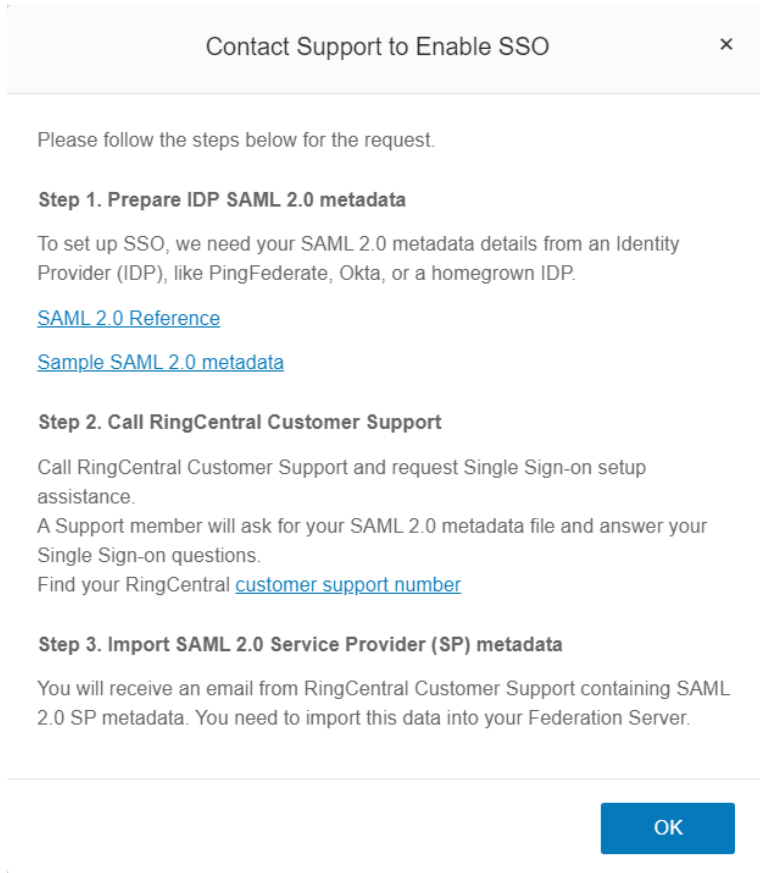 Contact Support to Enable SSO ×
Please follow the steps below for the request.
Step 1. Prepare IDP SAML 2.0 metadata
To set up SSO, we need your SAML 2.0 metadata details from an Identity
Provider (IDP), like PingFederate, Okta, or a homegrown IDP.
SAML 2.0 Reference
Sample SAML 2.0 metadata
Step 2. Call RingCentral Customer Support
Call RingCentral Customer Support and request Single Sign-on setup
assistance.
A Support member will ask for your SAML 2.0 metadata file and answer your
Single Sign-on questions.
Find your RingCentral customer support number
Step 3. Import SAML 2.0 Service Provider (SP) metadata
You will receive an email from RingCentral Customer Support containing SAML
2.0 SP metadata. You need to import this data into your Federation Server.
OK